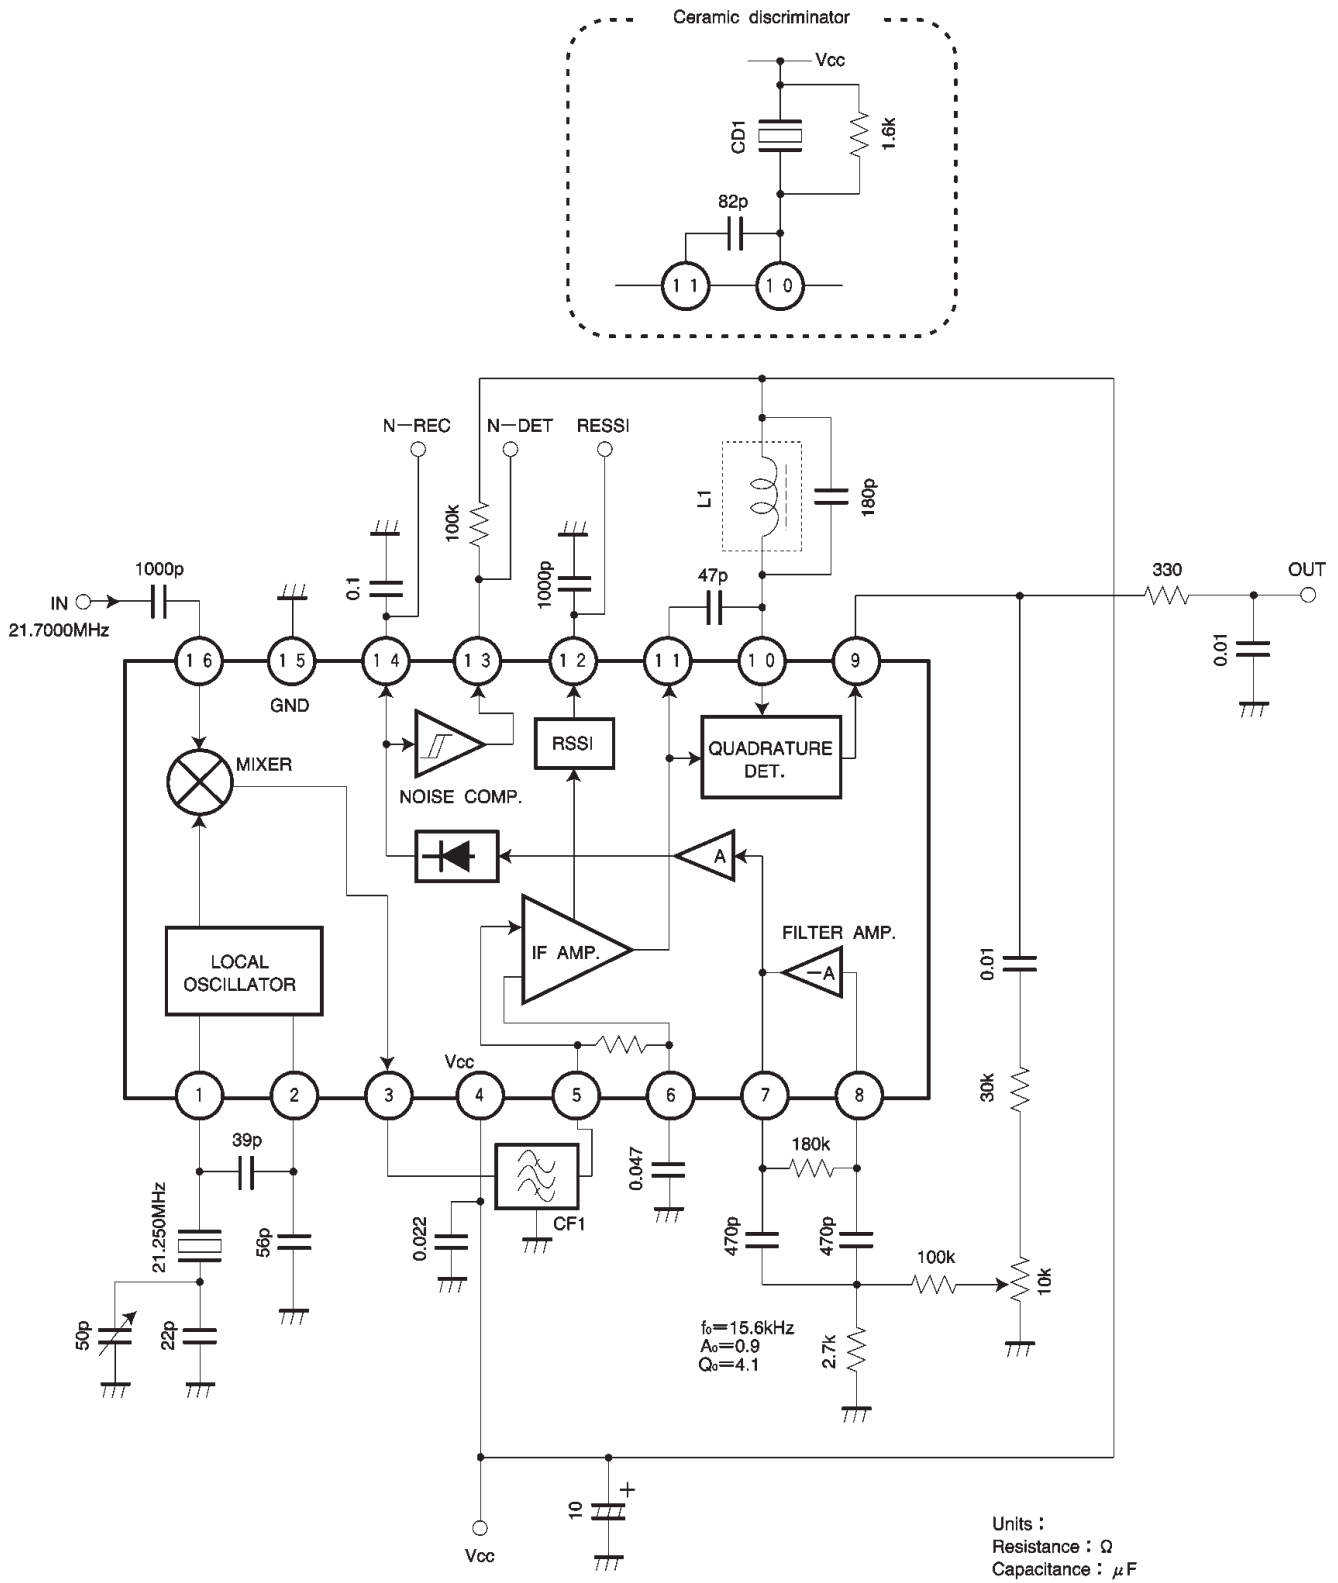 Ceramic discriminator
Vcc
CD1
1.6k
82p
11
10
N-REC
N-DET
RESSI
L1
180p
100k
0.1
1000p
47p
1000p
IN
21.7000MHz
330
OUT
0.01
16
15
14
13
12
11
10
9
GND
MIXER
NOISE COMP.
RSSI
QUADRATURE
DET.
A
IF AMP.
FILTER AMP.
-A
LOCAL
OSCILLATOR
0.01
30k
Vcc
1
2
3
4
5
6
7
8
39p
21.250MHz
56p
50p
22p
0.022
CF1
0.047
180k
470p
470p
100k
10k
2.7k
f₀=15.6kHz
A₀=0.9
Q₀=4.1
10
+
Vcc
Units :
Resistance : Ω
Capacitance : μF